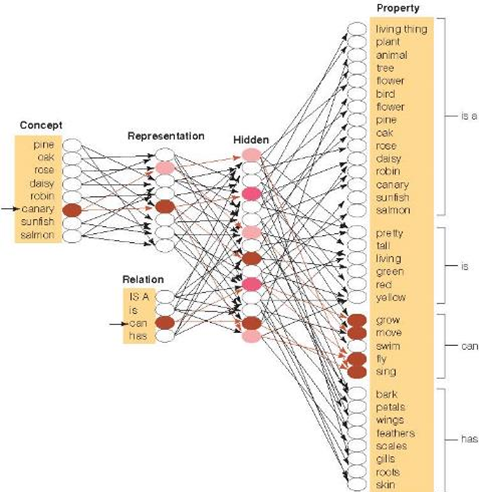 Property
living thing
plant
animal
tree
flower
bird
flower
pine
oak
rose
daisy
robin
canary
sunfish
salmon
is a
pretty
tall
living
green
red
yellow
is
grow
move
swim
fly
sing
can
bark
petals
wings
feathers
scales
gills
roots
skin
has
Concept
pine
oak
rose
daisy
robin
canary
sunfish
salmon
Representation
Hidden
Relation
IS A
is
can
has